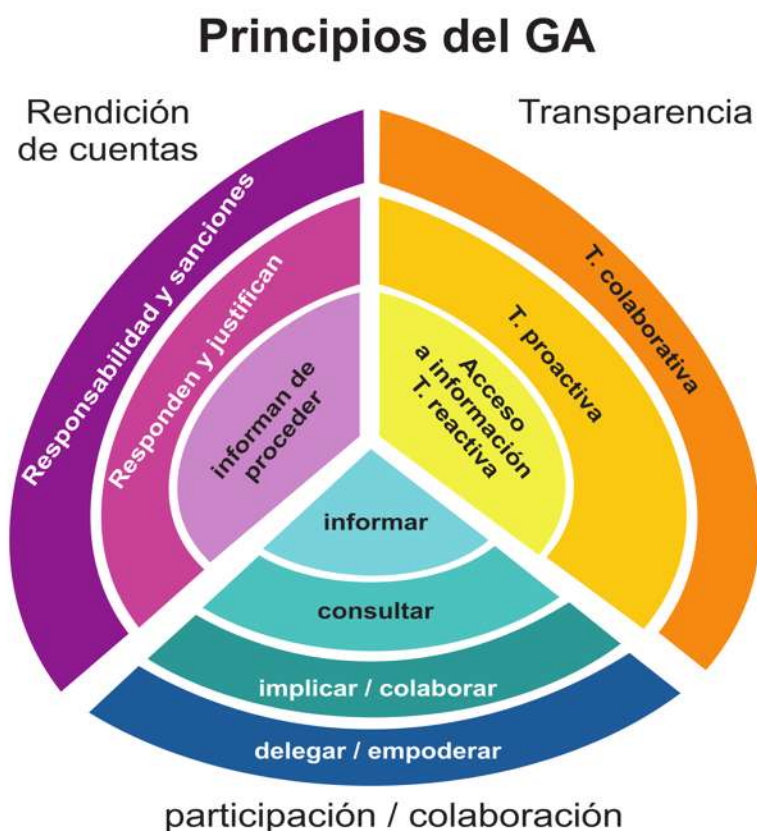 Principios del GA
Rendición
de cuentas
Transparencia
Responsabilidad y sanciones
Responden y justifican
informan de
proceder
T. colaborativa
T. proactiva
Acceso
a información
T. reactiva
informar
consultar
implicar / colaborar
delegar / empoderar
participación / colaboración